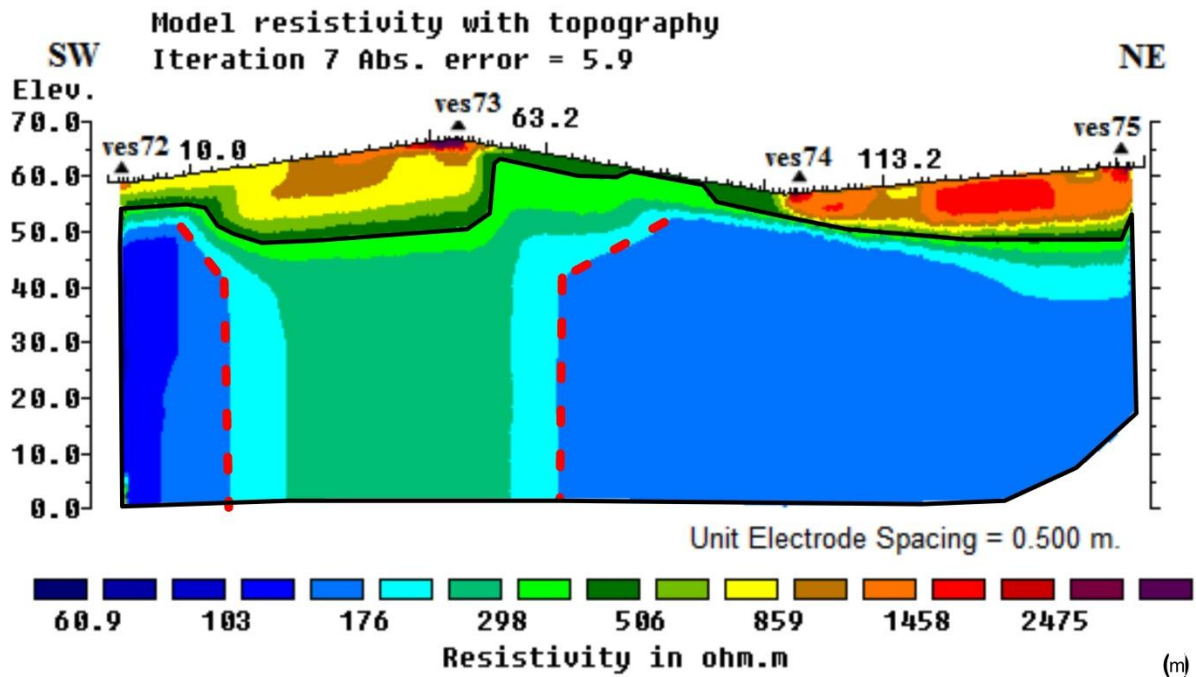 Model resistivity with topography
SW Iteration 7 Abs. error = 5.9 NE
Elev.
70.0
ves73 63.2
ves72 10.0
ves75
ves74 113.2
60.0
50.0
40.0
30.0
20.0
10.0
0.0
Unit Electrode Spacing = 0.500 m.
60.9 103 176 298 506 859 1458 2475
Resistivity in ohm.m
(m)